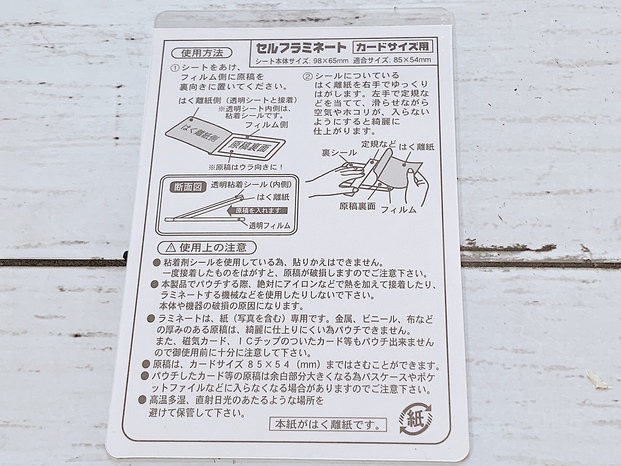 使用方法
セルフラミネート カードサイズ用
シート本体サイズ: 98×65mm 適合サイズ: 85×54mm
①シートをあけ、
フィルム側に原稿を
裏向きに置いてください。
はく離紙側（透明シートと接着）
※透明シート内側は、
粘着シールです。
フィルム側
はく離紙側
原稿裏面
※原稿はウラ向きに！
断面図 透明粘着シール(内側)
はく離紙
原稿を入れます
透明フィルム
②シールについている
はく離紙を右手でゆっくり
はがします。左手で定規な
どを当てて、滑らせながら
空気やホコリが、入らない
ようにすると綺麗に
仕上がります。
定規など はく離紙
裏シール
原稿裏面 フィルム
⚠使用上の注意
●粘着剤シールを使用している為、貼りかえはできません。
一度接着したものをはがすと、原稿が破損しますのでご注意下さい。
●本製品でパウチする際、絶対にアイロンなどで熱を加えて接着したり、
ラミネートする機械などを使用したりしないで下さい。
本体や機器の破損の原因になります。
●ラミネートは、紙（写真を含む）専用です。金属、ビニール、布など
の厚みのある原稿は、綺麗に仕上りにくい為パウチできません。
また、磁気カード、ＩＣチップのついたカード等もパウチ出来ません
ので御使用前に十分に注意して下さい。
●原稿は、カードサイズ ８５×５４（mm）まではさむことができます。
●パウチしたカード等の原稿は余白部分大きくなる為パスケースやポケ
ットファイルなどに入らなくなる場合がありますのでご注意下さい。
●高温多湿、直射日光のあたるような場所を
避けて保管して下さい。
本紙がはく離紙です。
紙